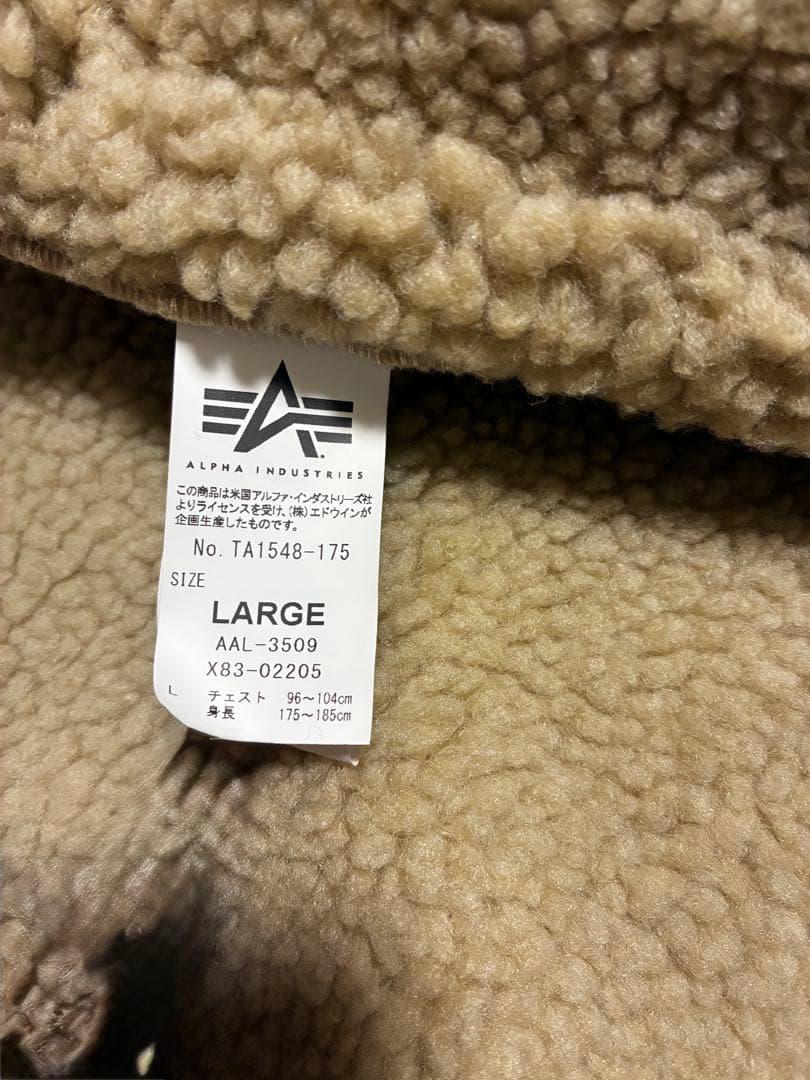 ALPHA INDUSTRIES
この商品は米国アルファ・インダストリーズ社
よりライセンスを受け、(株)エドウインが
企画生産したものです。
No. TA1548-175
SIZE
LARGE
AAL-3509
X83-02205
L チェスト 96〜104cm
身長 175〜185cm